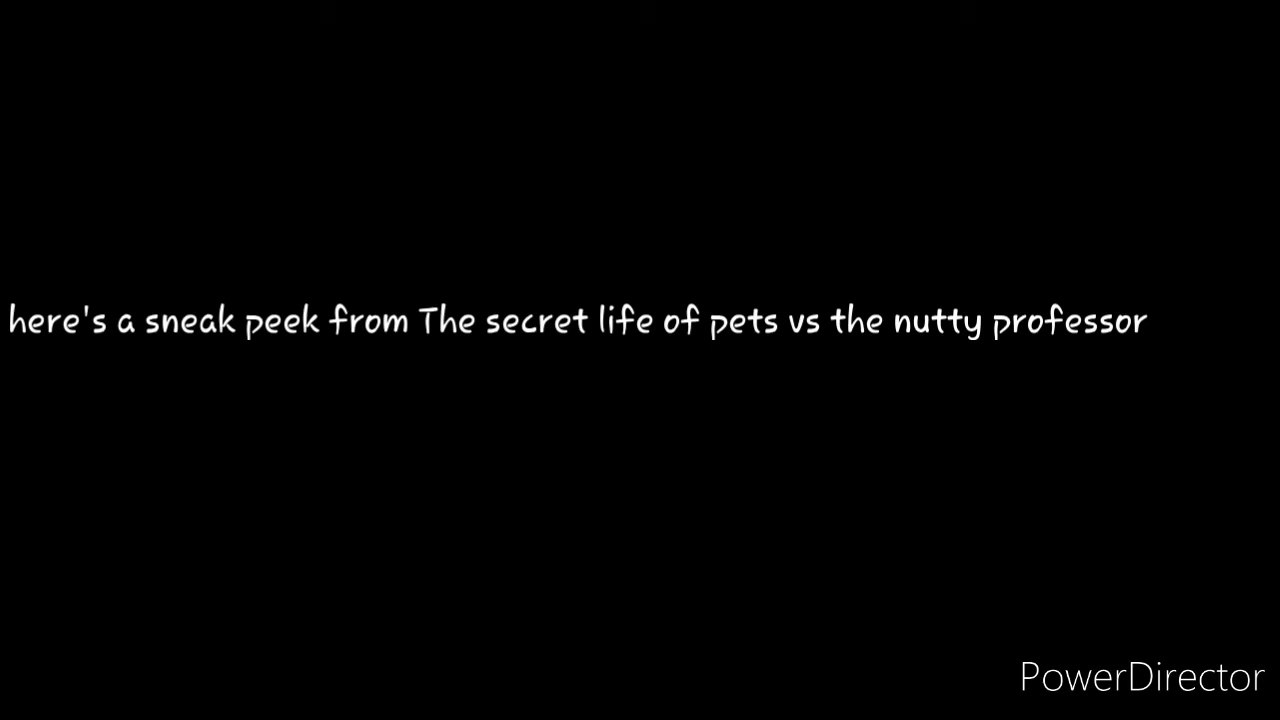 here's a sneak peek from The secret life of pets vs the nutty professor
PowerDirector